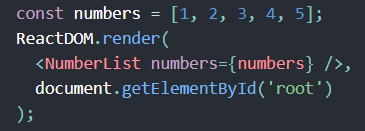 const numbers = [1, 2, 3, 4, 5];
ReactDOM.render(
  <NumberList numbers={numbers} />,
  document.getElementById('root')
);